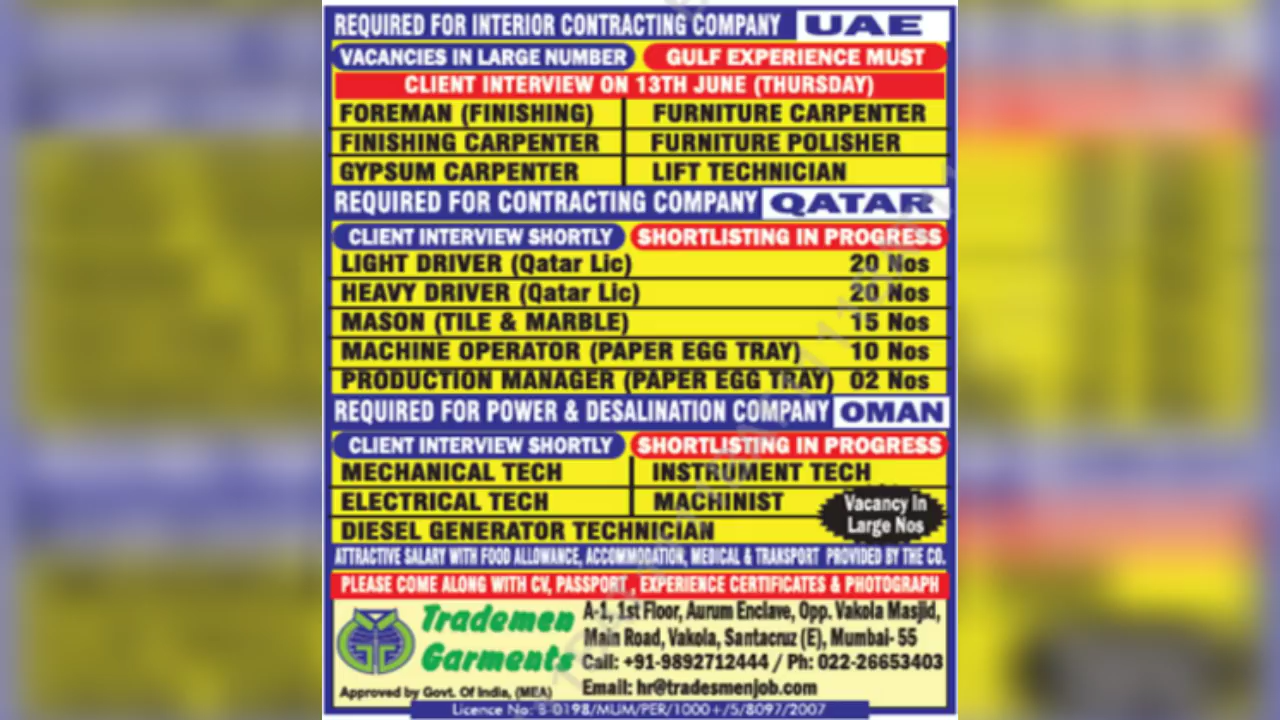 REQUIRED FOR INTERIOR CONTRACTING COMPANY UAE
VACANCIES IN LARGE NUMBER GULF EXPERIENCE MUST
CLIENT INTERVIEW ON 13TH JUNE (THURSDAY)
FOREMAN (FINISHING) FURNITURE CARPENTER
FINISHING CARPENTER FURNITURE POLISHER
GYPSUM CARPENTER LIFT TECHNICIAN
REQUIRED FOR CONTRACTING COMPANY QATAR
CLIENT INTERVIEW SHORTLY SHORTLISTING IN PROGRESS
LIGHT DRIVER (Qatar Lic) 20 Nos
HEAVY DRIVER (Qatar Lic) 20 Nos
MASON (TILE & MARBLE) 15 Nos
MACHINE OPERATOR (PAPER EGG TRAY) 10 Nos
PRODUCTION MANAGER (PAPER EGG TRAY) 02 Nos
REQUIRED FOR POWER & DESALINATION COMPANY OMAN
CLIENT INTERVIEW SHORTLY SHORTLISTING IN PROGRESS
MECHANICAL TECH INSTRUMENT TECH
ELECTRICAL TECH MACHINIST
Vacancy In
Large Nos
DIESEL GENERATOR TECHNICIAN
ATTRACTIVE SALARY WITH FOOD ALLOWANCE, ACCOMMODATION, MEDICAL & TRANSPORT PROVIDED BY THE CO.
PLEASE COME ALONG WITH CV, PASSPORT, EXPERIENCE CERTIFICATES & PHOTOGRAPH
Trademen
Garments
Approved by Govt. Of India, (MEA)
A-1, 1st Floor, Aurum Enclave, Opp. Vakola Masjid,
Main Road, Vakola, Santacruz (E), Mumbai- 55
Call: +91-9892712444 / Ph: 022-26653403
Email: hr@tradesmenjob.com
Licence No: B-0198/MUM/PER/1000+/5/8097/2007